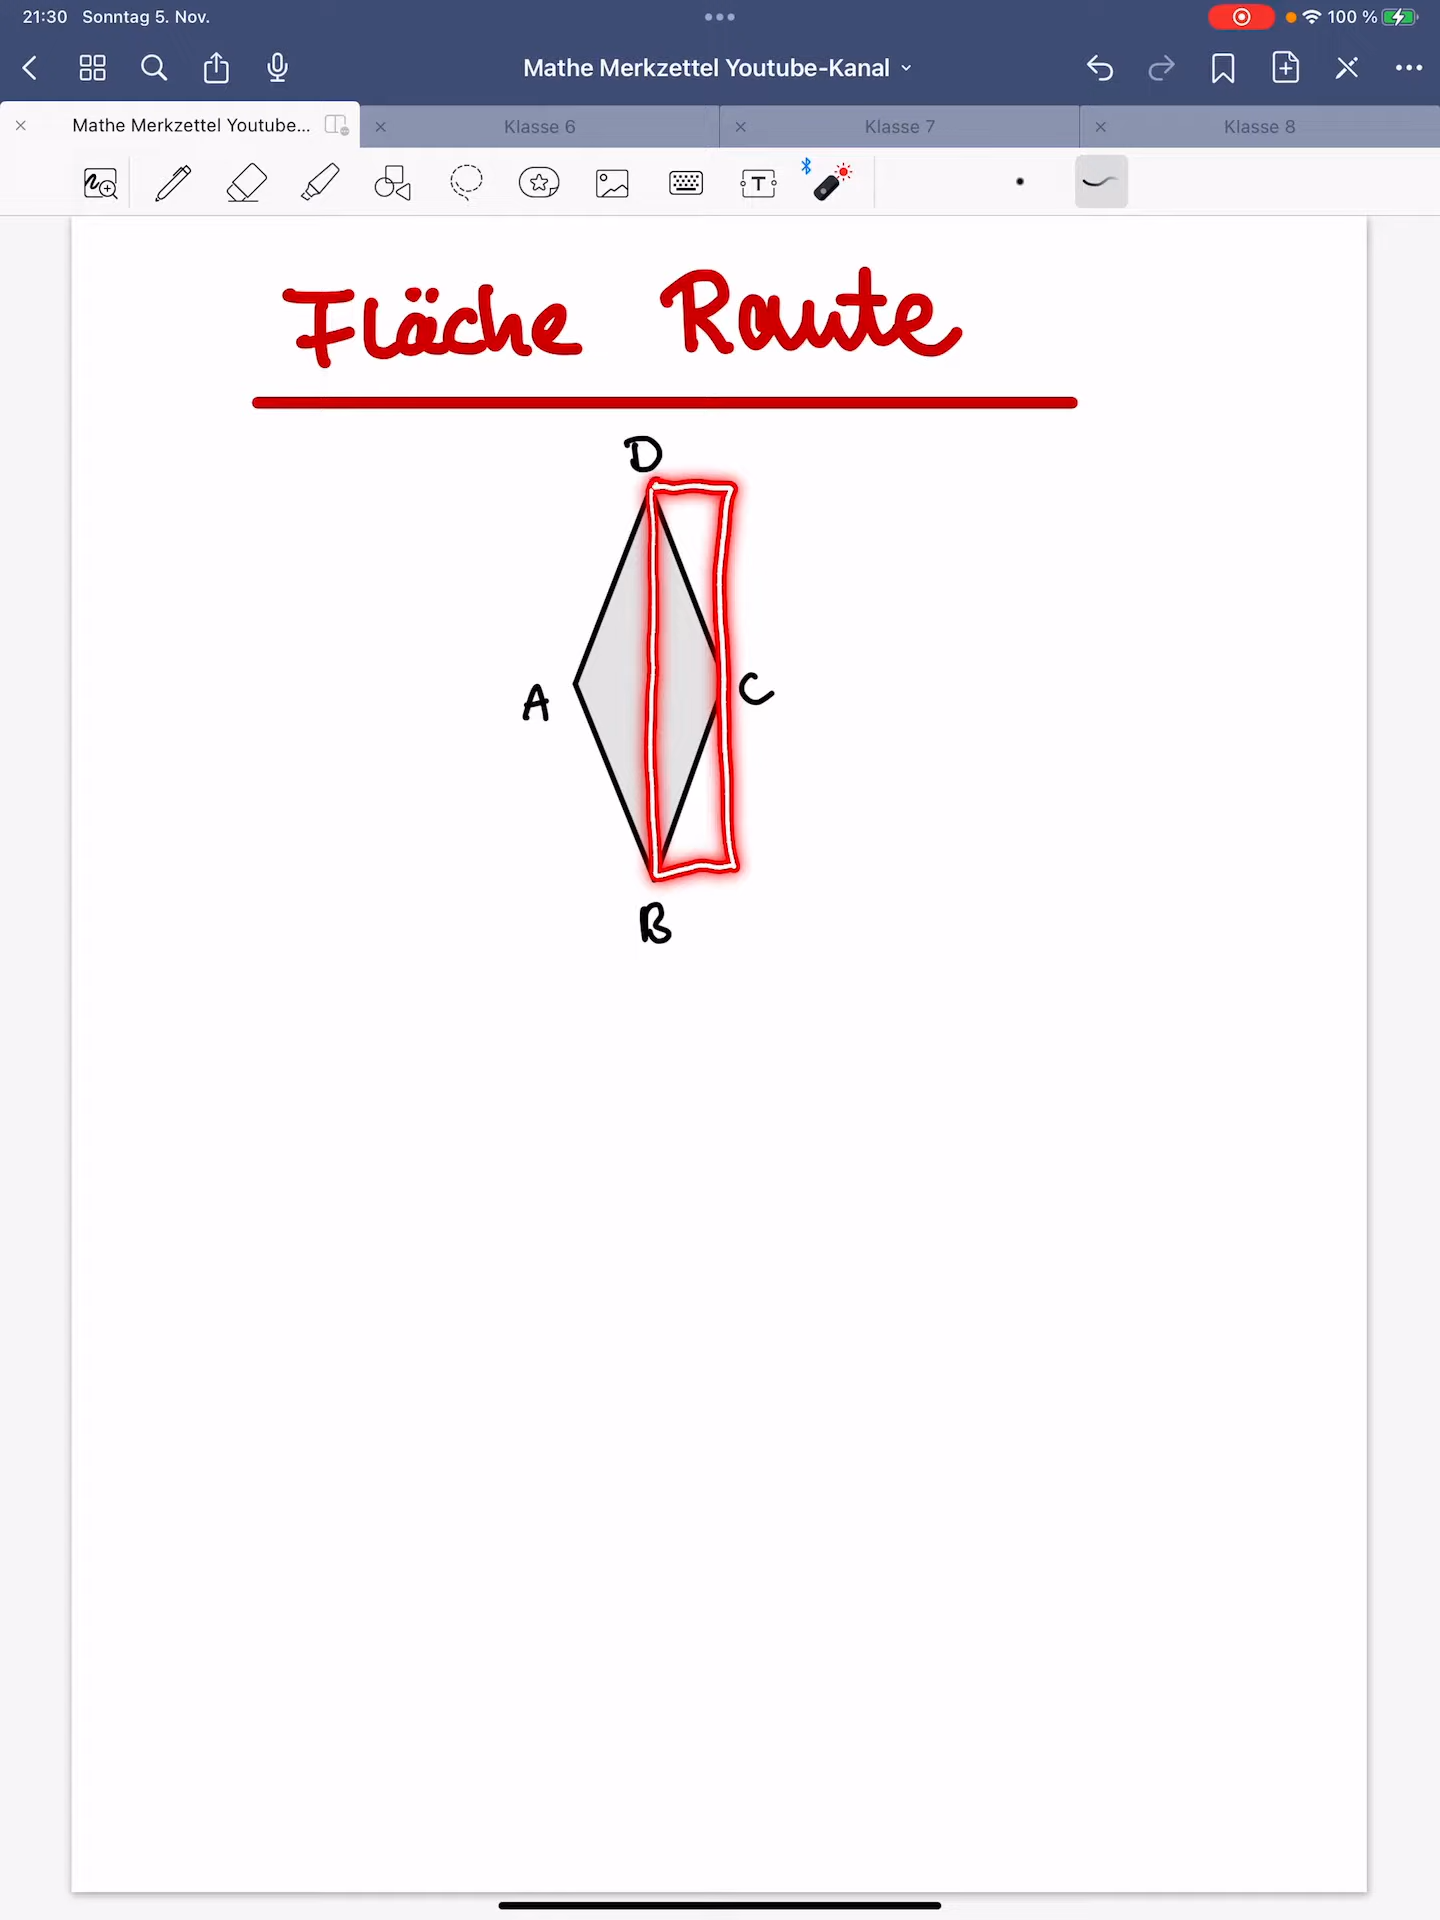 21:30 Sonntag 5. Nov. 100 %
Mathe Merkzettel Youtube-Kanal
Mathe Merkzettel Youtube... Klasse 6 Klasse 7 Klasse 8
T
Fläche Raute
D
A C
B